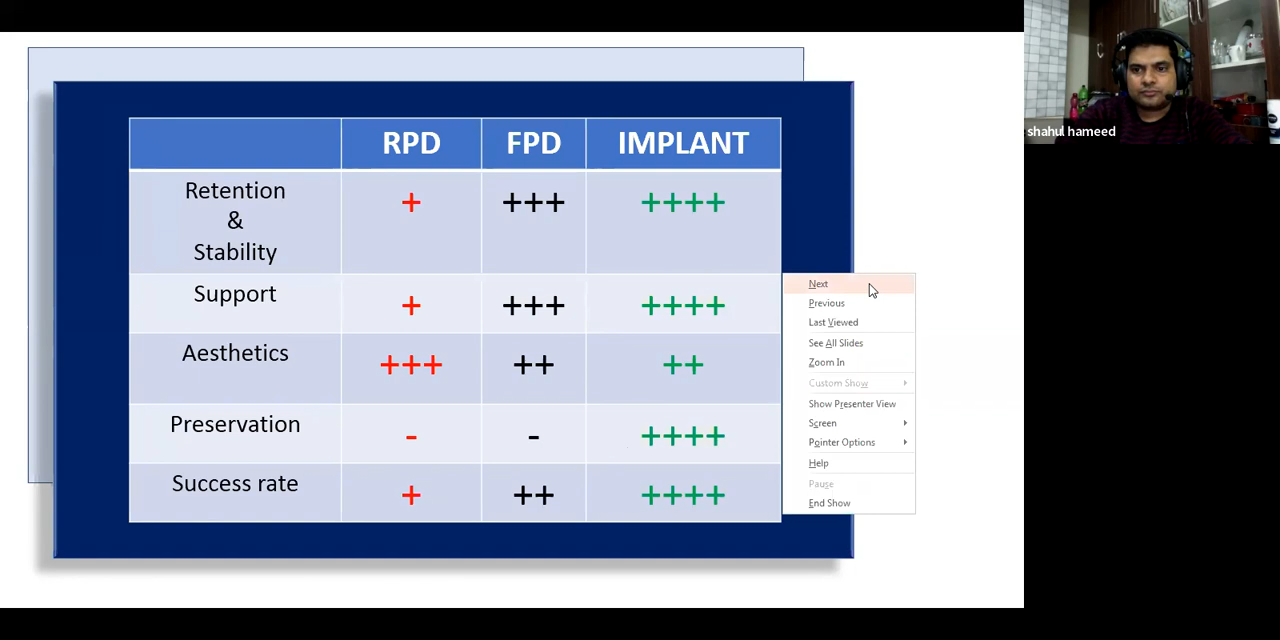 RPD FPD IMPLANT
Retention
&
Stability
+ +++ ++++
Support + +++ ++++
Aesthetics +++ ++ ++
Preservation - - ++++
Success rate + ++ ++++
Next
Previous
Last Viewed
See All Slides
Zoom In
Custom Show
Show Presenter View
Screen
Pointer Options
Help
Pause
End Show
shahul hameed